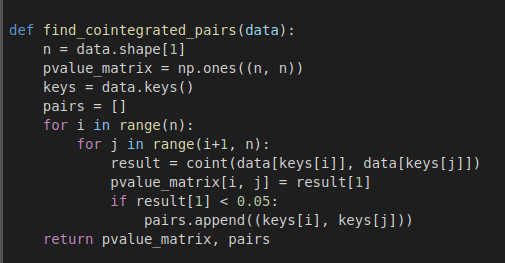 def find_cointegrated_pairs(data):
    n = data.shape[1]
    pvalue_matrix = np.ones((n, n))
    keys = data.keys()
    pairs = []
    for i in range(n):
        for j in range(i+1, n):
            result = coint(data[keys[i]], data[keys[j]])
            pvalue_matrix[i, j] = result[1]
            if result[1] < 0.05:
                pairs.append((keys[i], keys[j]))
    return pvalue_matrix, pairs